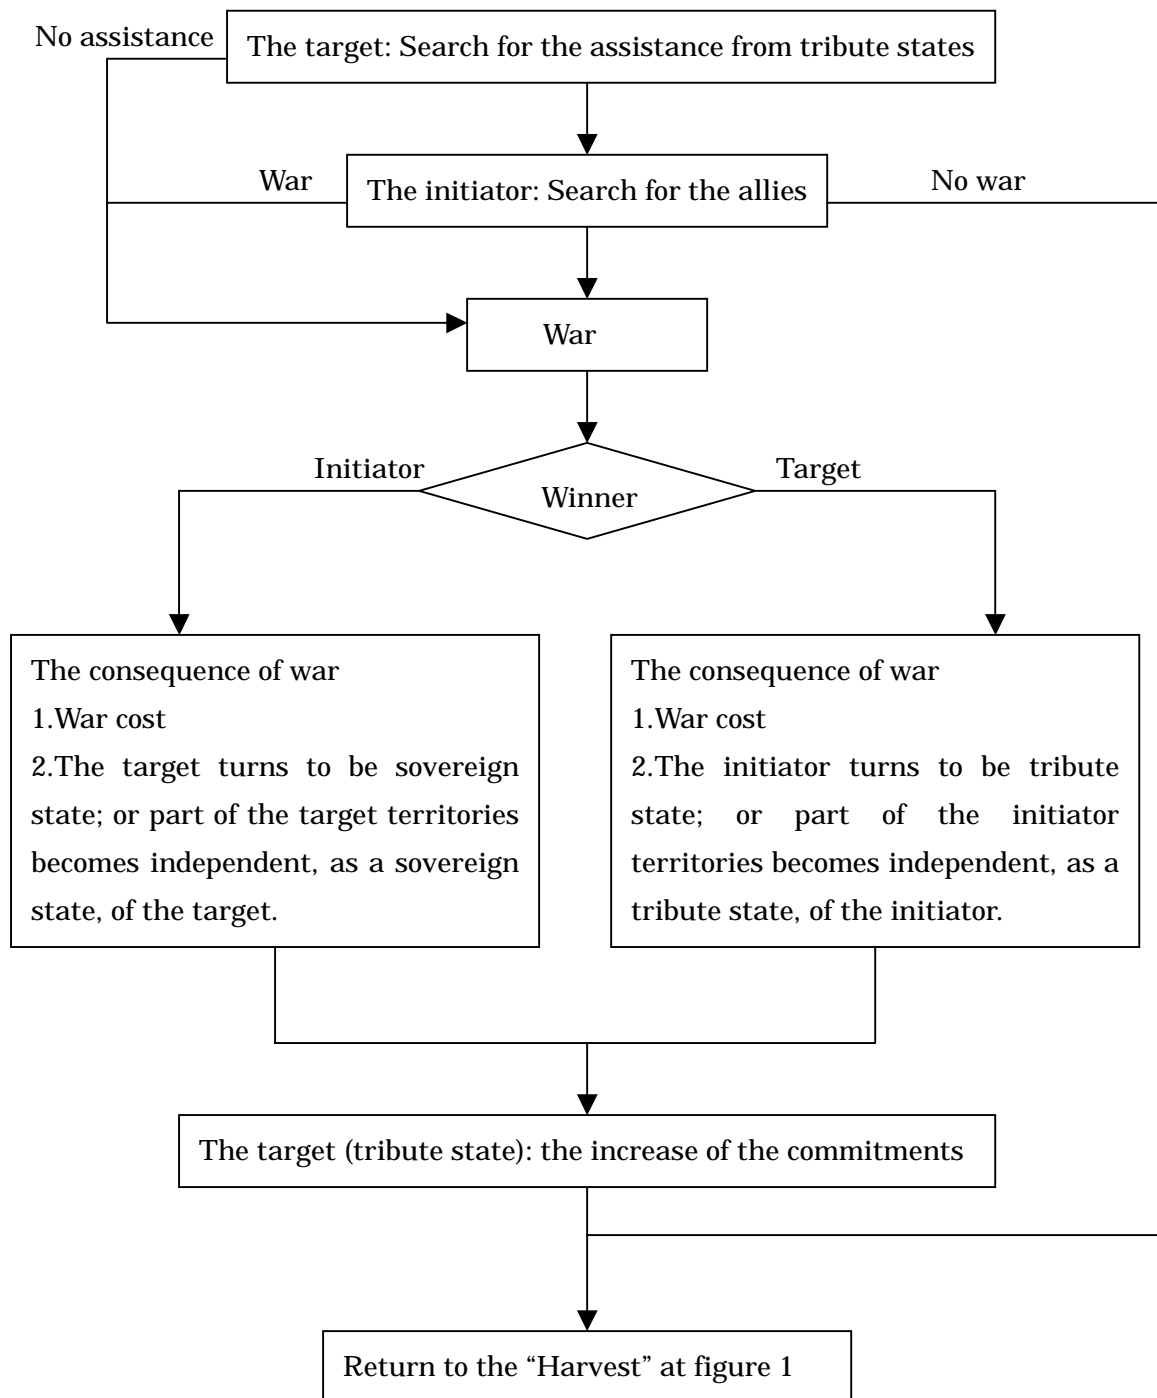 No assistance
The target: Search for the assistance from tribute states
War
The initiator: Search for the allies
No war
War
Initiator
Target
Winner
The consequence of war
1.War cost
2.The target turns to be sovereign
state; or part of the target territories
becomes independent, as a sovereign
state, of the target.
The consequence of war
1.War cost
2.The initiator turns to be tribute
state; or part of the initiator
territories becomes independent, as a
tribute state, of the initiator.
The target (tribute state): the increase of the commitments
Return to the “Harvest” at figure 1